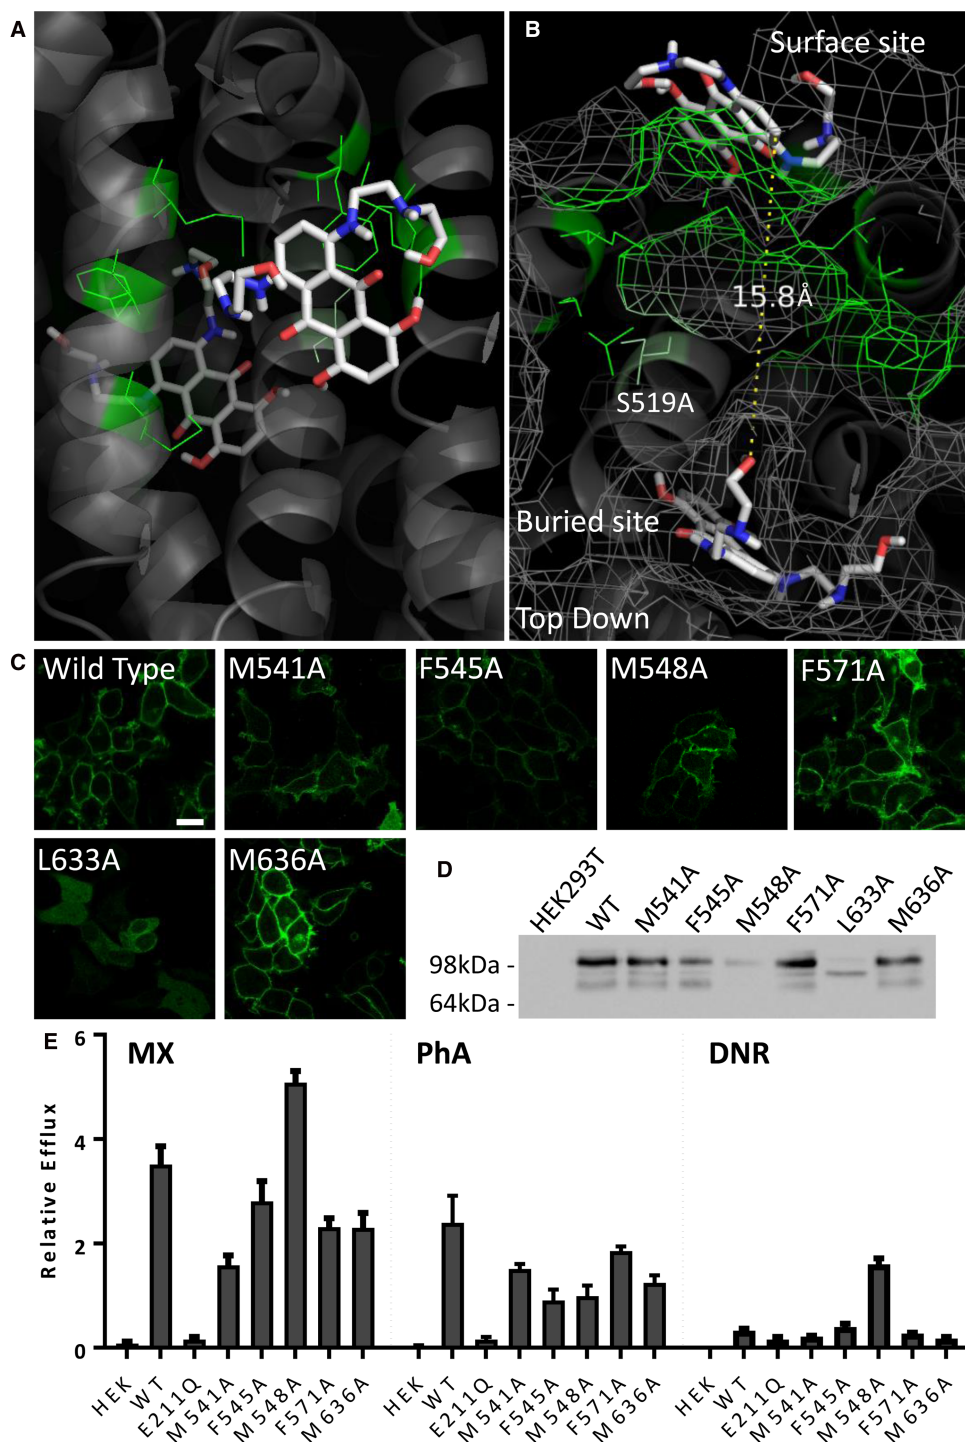 A
B
Surface site
15.8Å
S519A
Buried site
Top Down
C
Wild Type
M541A
F545A
M548A
F571A
L633A
M636A
D
HEK293T
WT
M541A
F545A
M548A
F571A
L633A
M636A
98kDa -
64kDa -
E
MX
PhA
DNR
Relative Efflux
6
4
2
0
HEK
WT
E211Q
M541A
F545A
M548A
F571A
M636A
HEK
WT
E211Q
M541A
F545A
M548A
F571A
M636A
HEK
WT
E211Q
M541A
F545A
M548A
F571A
M636A